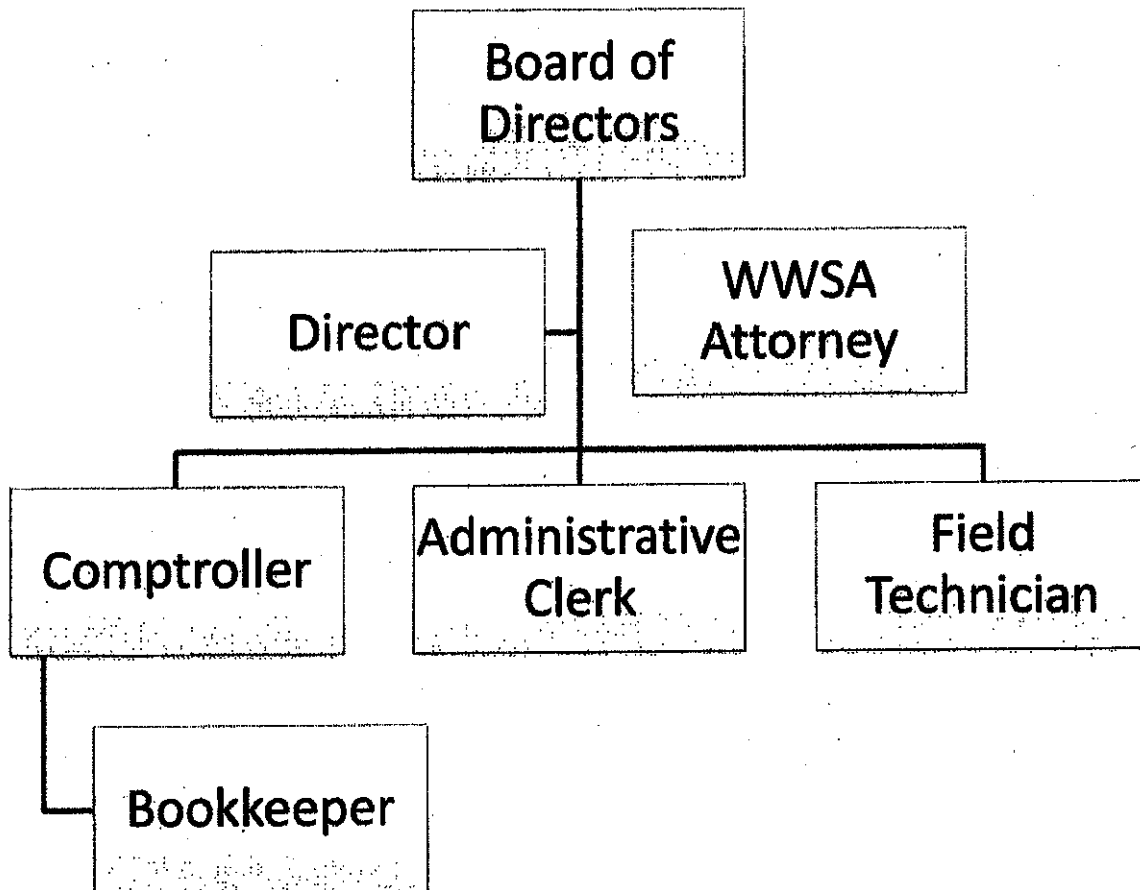 Board of
Directors
Director
WWSA
Attorney
Comptroller
Administrative
Clerk
Field
Technician
Bookkeeper